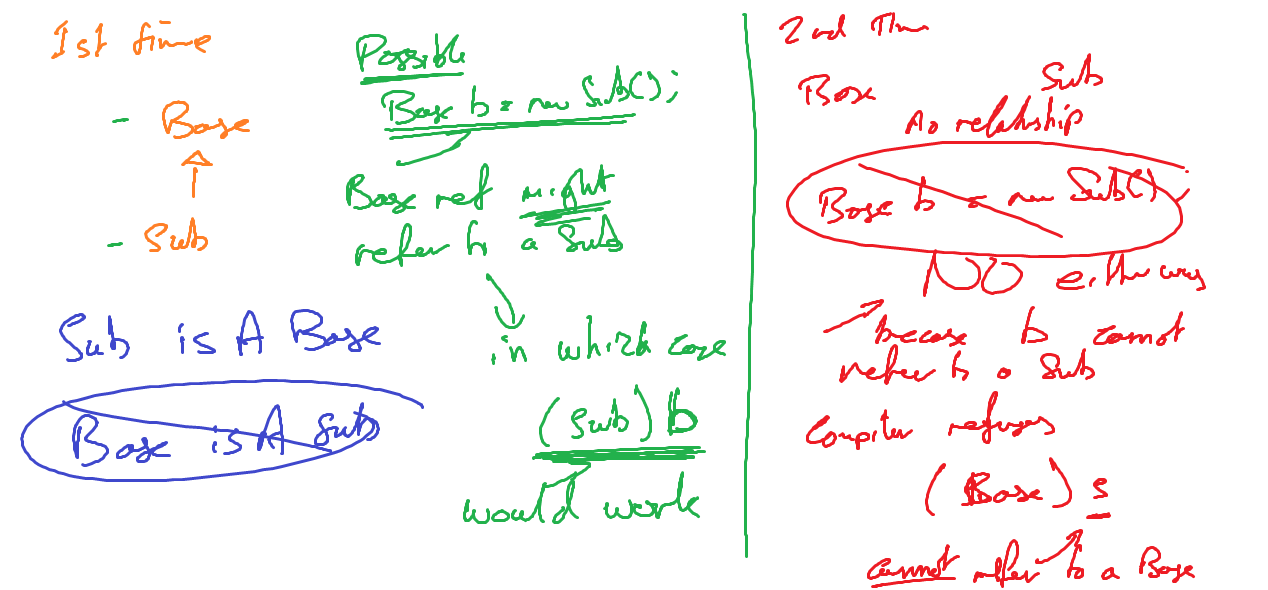 1st time
- Base
- Sub
Sub is A Base
Base is A Sub
Possible
Base b = new Sub();
Base ref might
refer to a Sub
in which case
(Sub) b
would work
2nd Time
Base Sub
No relationship
Base b = new Sub()
NO either way
because b cannot
refer to a Sub
Compiler refuses
(Base) s
cannot refer to a Base